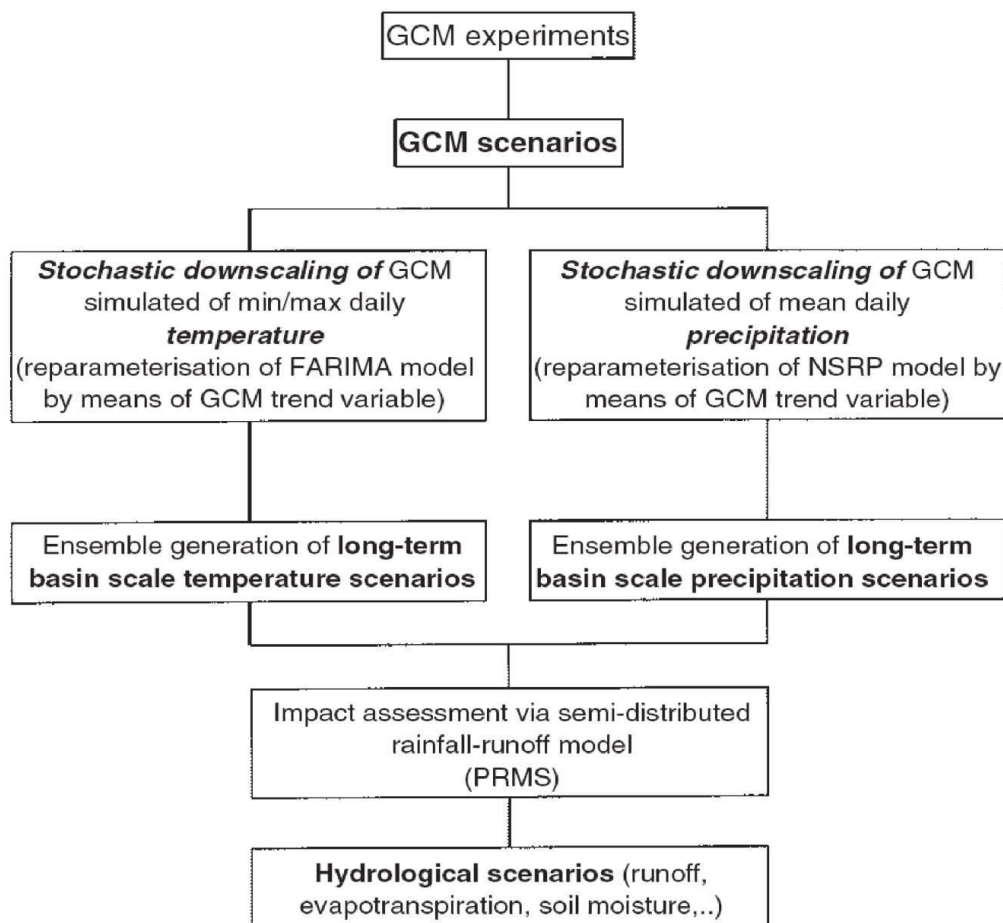 GCM experiments
GCM scenarios
Stochastic downscaling of GCM
simulated of min/max daily
temperature
(reparameterisation of FARIMA model
by means of GCM trend variable)
Stochastic downscaling of GCM
simulated of mean daily
precipitation
(reparameterisation of NSRP model by
means of GCM trend variable)
Ensemble generation of long-term
basin scale temperature scenarios
Ensemble generation of long-term
basin scale precipitation scenarios
Impact assessment via semi-distributed
rainfall-runoff model
(PRMS)
Hydrological scenarios (runoff,
evapotranspiration, soil moisture,..)